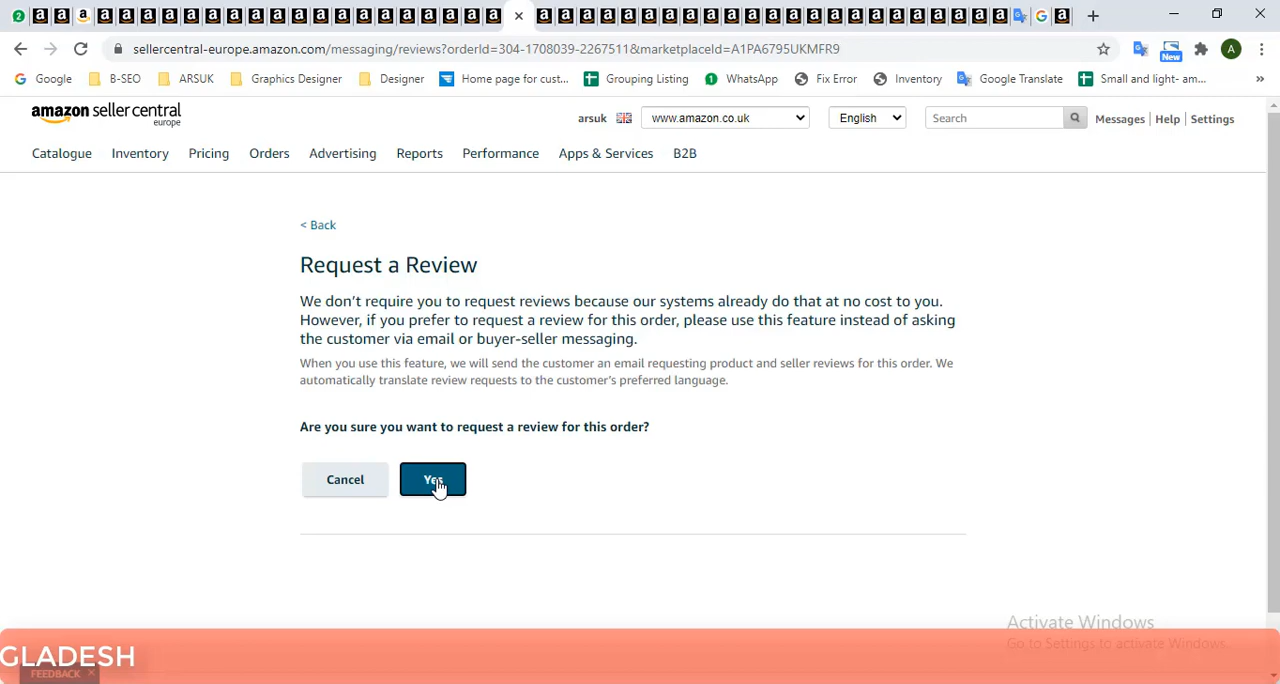 2
sellercentral-europe.amazon.com/messaging/reviews?orderId=304-1708039-2267511&marketplaceId=A1PA6795UKMFR9
A
New
Google B-SEO ARSUK Graphics Designer Designer Home page for cust... Grouping Listing WhatsApp Fix Error Inventory Google Translate Small and light- am... »
amazon seller central
europe
arsuk www.amazon.co.uk English Search Messages | Help | Settings
Catalogue Inventory Pricing Orders Advertising Reports Performance Apps & Services B2B
< Back
Request a Review
We don't require you to request reviews because our systems already do that at no cost to you.
However, if you prefer to request a review for this order, please use this feature instead of asking
the customer via email or buyer-seller messaging.
When you use this feature, we will send the customer an email requesting product and seller reviews for this order. We
automatically translate review requests to the customer's preferred language.
Are you sure you want to request a review for this order?
Cancel Yes
Activate Windows
Go to Settings to activate Windows.
GLADESH
FEEDBACK